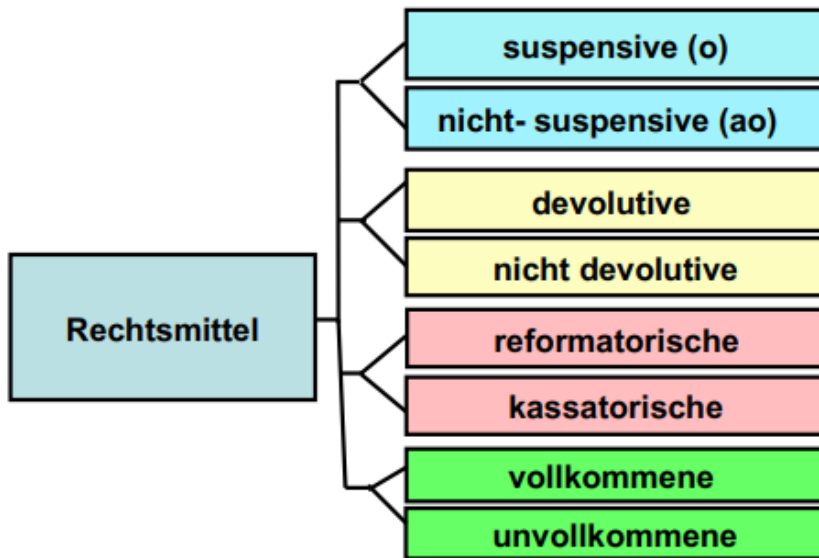 suspensive (o)
nicht- suspensive (ao)
devolutive
nicht devolutive
Rechtsmittel
reformatorische
kassatorische
vollkommene
unvollkommene